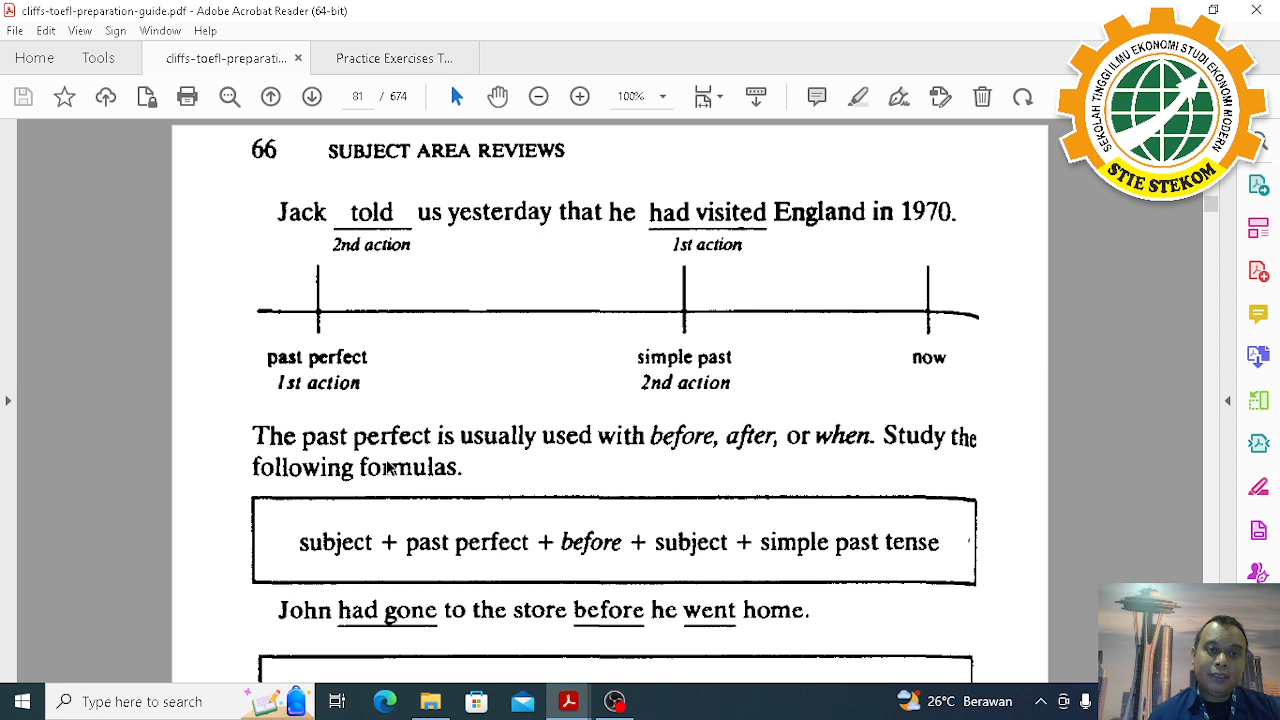 cliffs-toefl-preparation-guide.pdf - Adobe Acrobat Reader (64-bit)
File Edit View Sign Window Help
Home Tools cliffs-toefl-preparati... × Practice Exercises T...
81 / 674 100%
SEKOLAH TINGGI ILMU EKONOMI STUDI EKONOMI MODERN
STIE STEKOM
66 SUBJECT AREA REVIEWS
Jack told us yesterday that he had visited England in 1970.
2nd action 1st action
past perfect simple past now
1st action 2nd action
The past perfect is usually used with before, after, or when. Study the
following formulas.
subject + past perfect + before + subject + simple past tense
John had gone to the store before he went home.
Type here to search 26°C Berawan